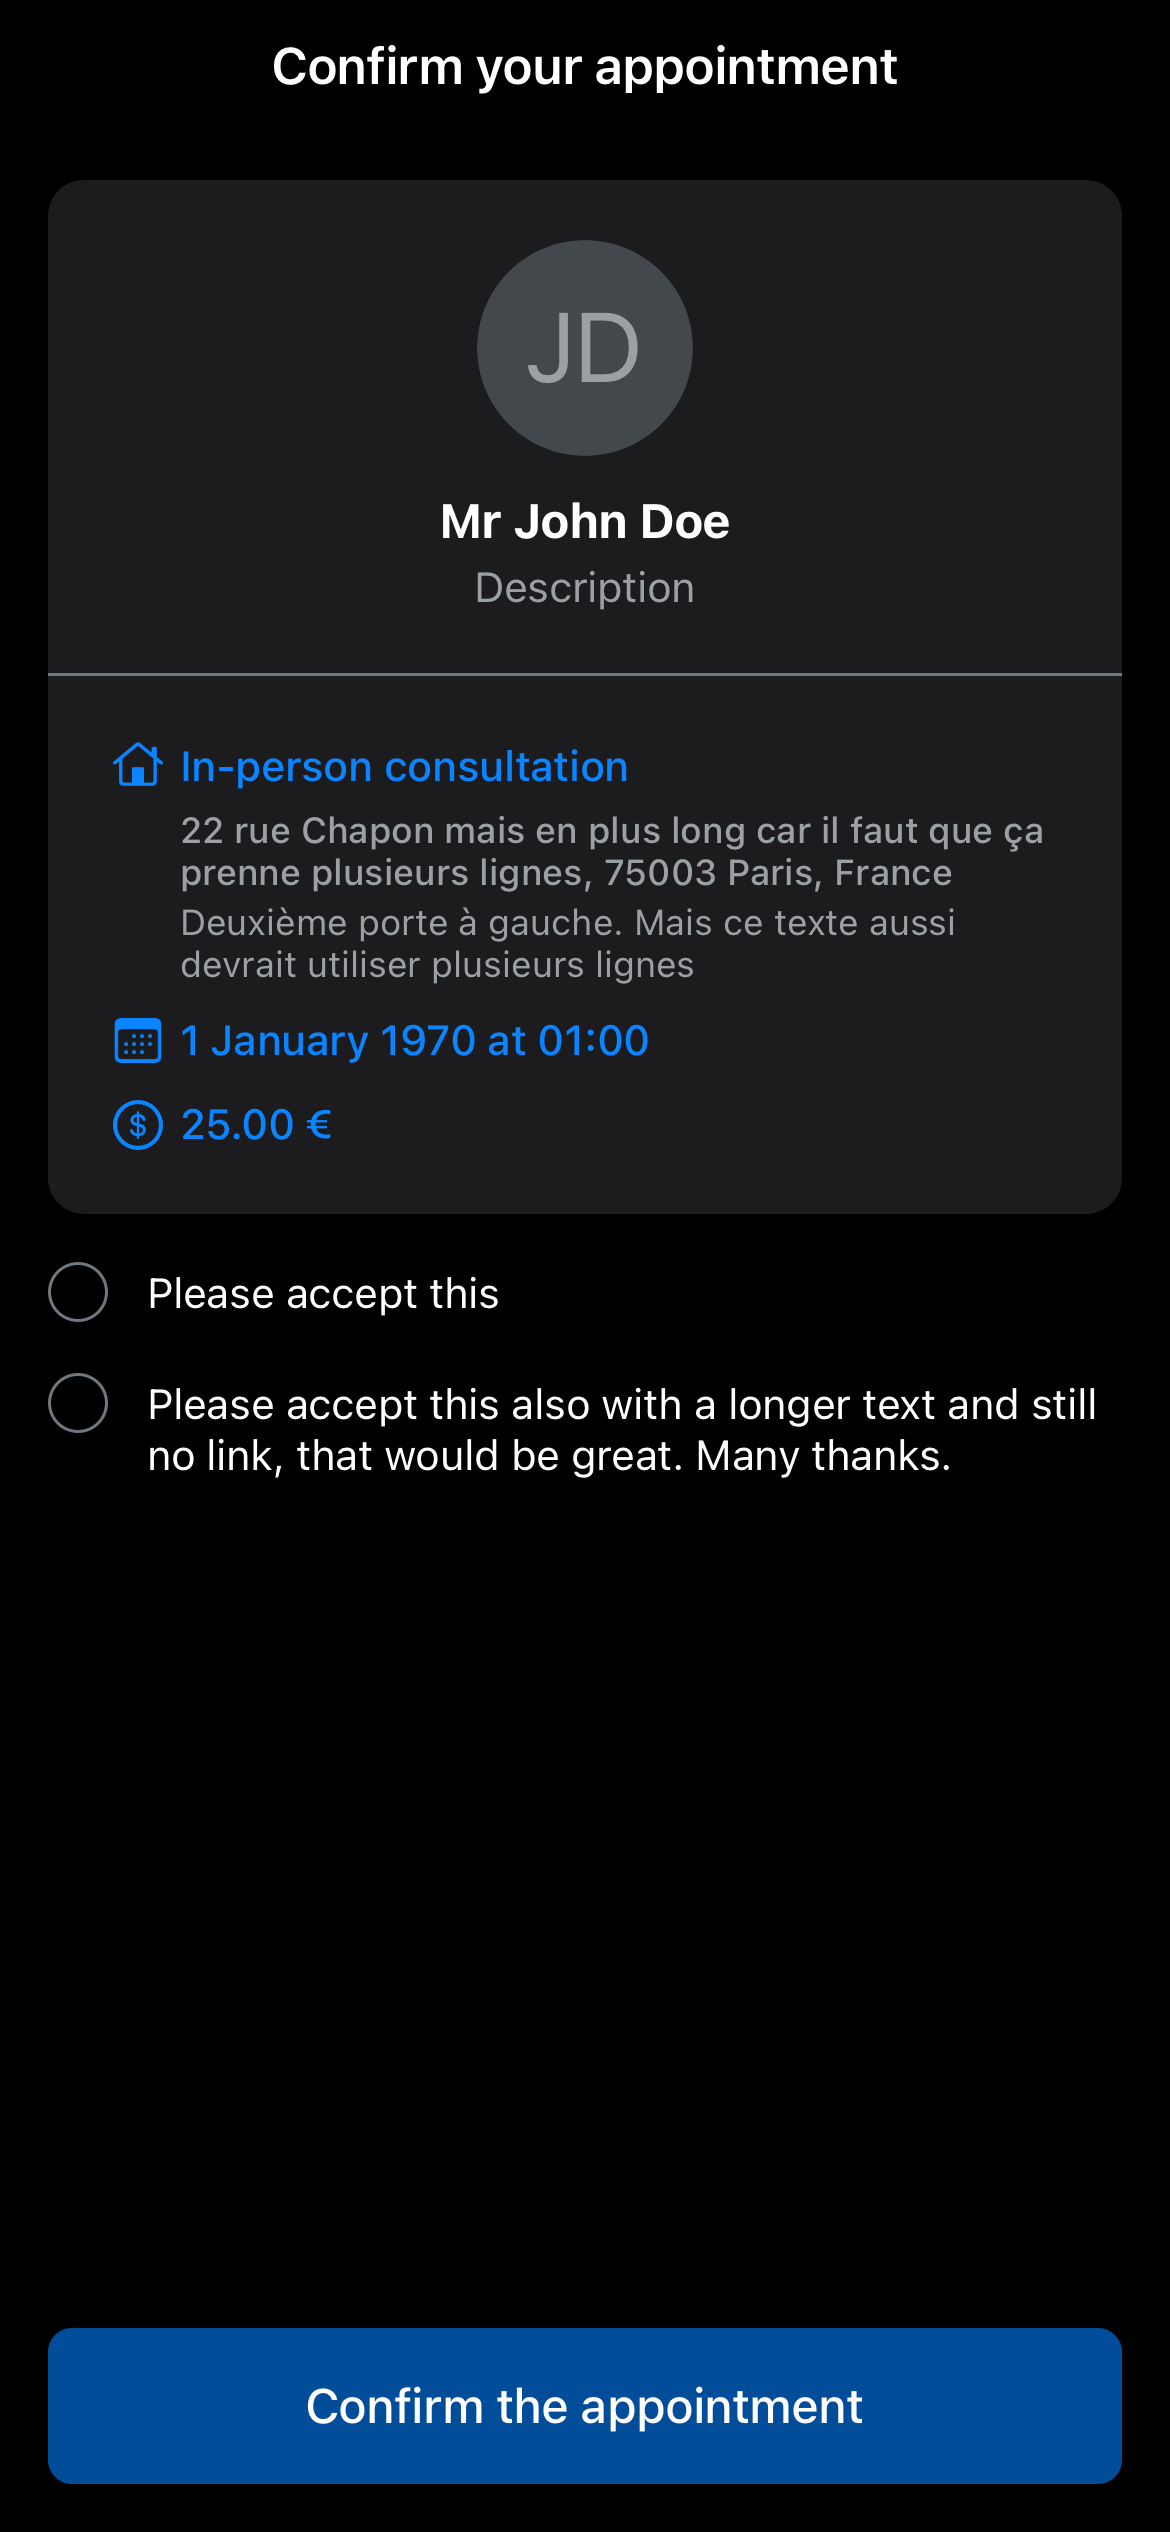 Confirm your appointment
JD
Mr John Doe
Description
In-person consultation
22 rue Chapon mais en plus long car il faut que ça
prenne plusieurs lignes, 75003 Paris, France
Deuxième porte à gauche. Mais ce texte aussi
devrait utiliser plusieurs lignes
1 January 1970 at 01:00
$ 25.00 €
Please accept this
Please accept this also with a longer text and still
no link, that would be great. Many thanks.
Confirm the appointment